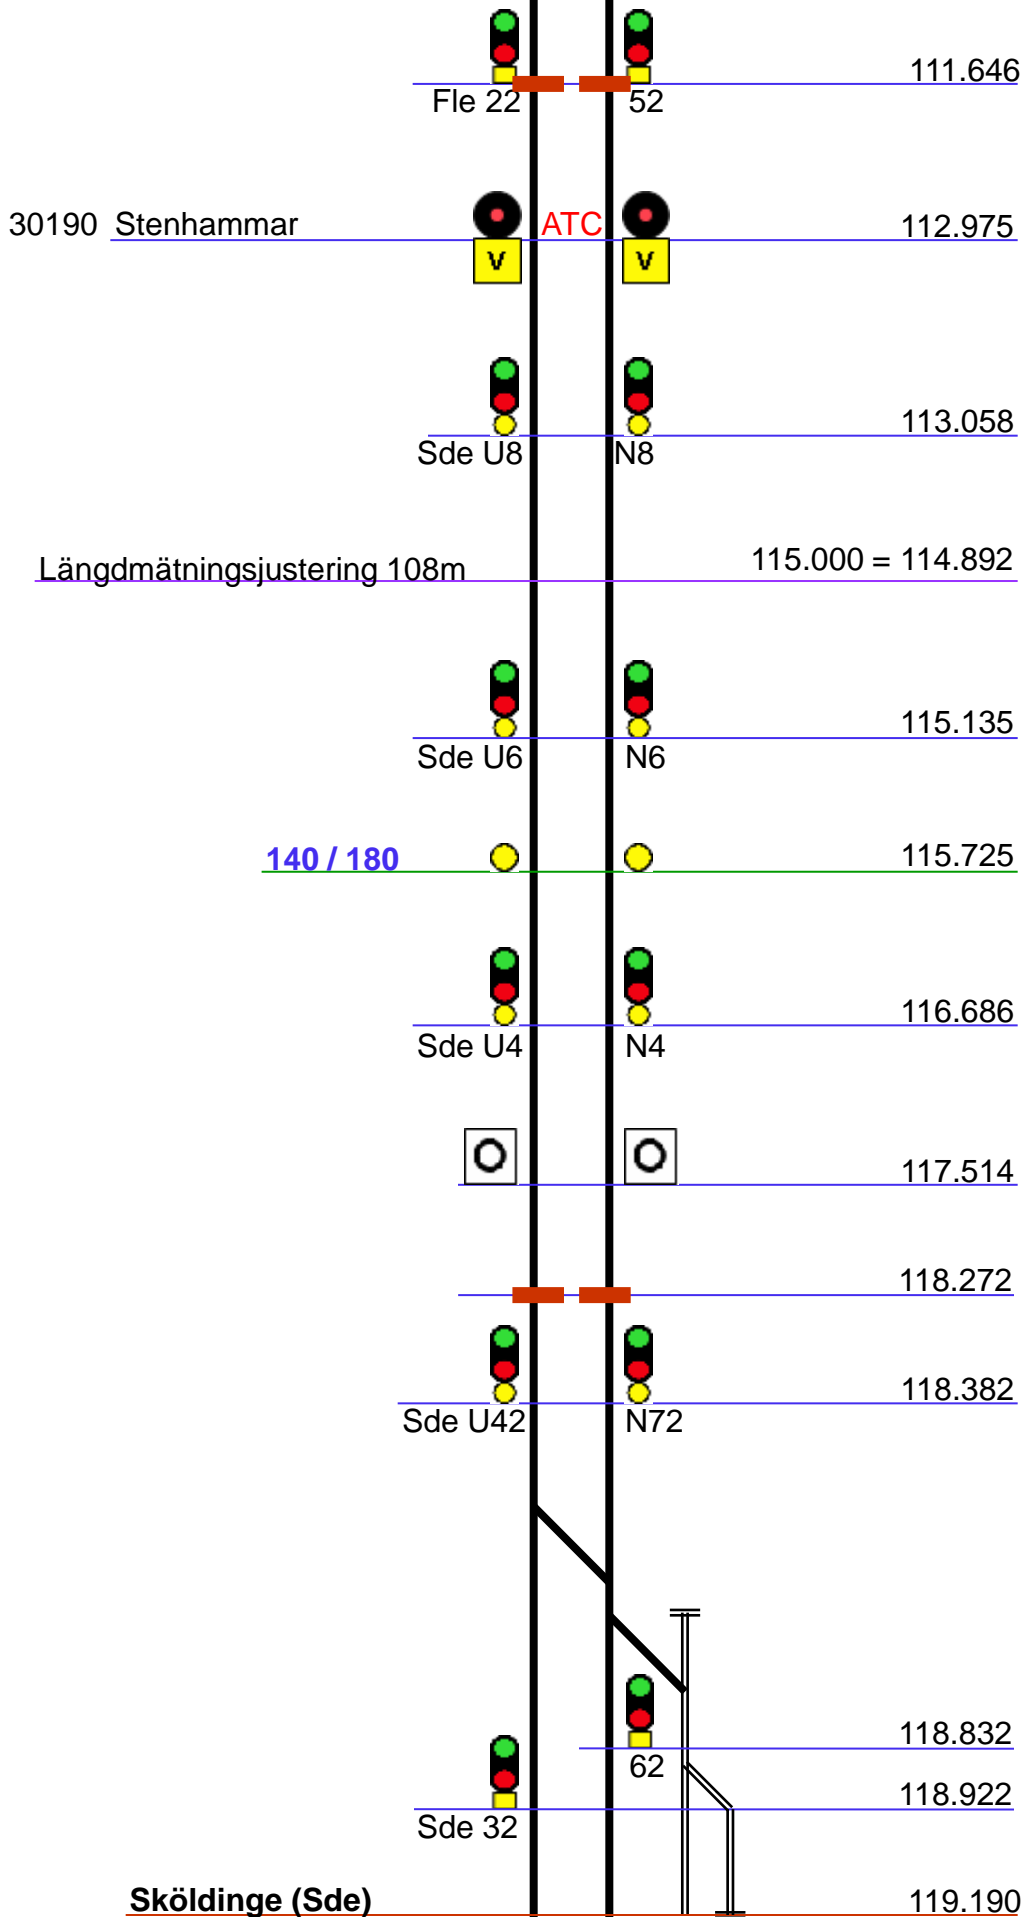 111.646
Fle 22 52
30190 Stenhammar ATC 112.975
V V
113.058
Sde U8 N8
Längdmätningsjustering 108m 115.000 = 114.892
115.135
Sde U6 N6
140 / 180 115.725
116.686
Sde U4 N4
117.514
118.272
118.382
Sde U42 N72
118.832
62
118.922
Sde 32
Sköldinge (Sde) 119.190